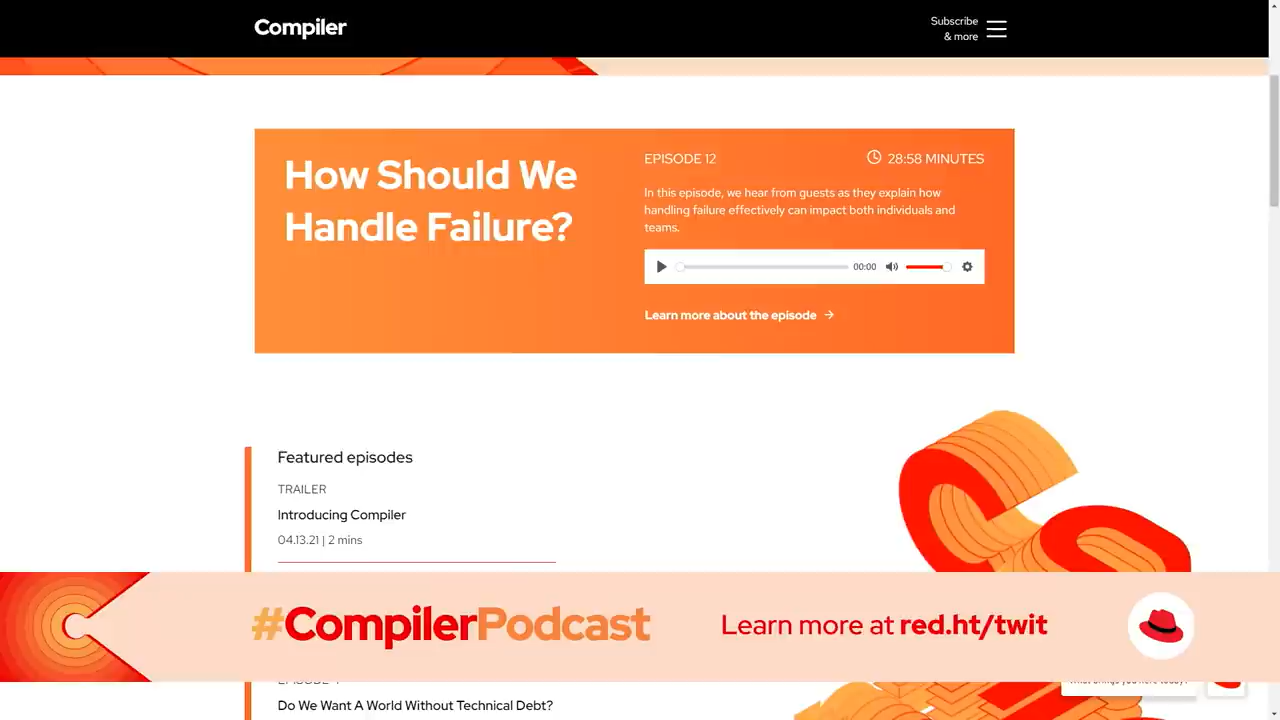 Compiler
Subscribe
& more
How Should We
Handle Failure?
EPISODE 12
28:58 MINUTES
In this episode, we hear from guests as they explain how
handling failure effectively can impact both individuals and
teams.
00:00
Learn more about the episode →
Featured episodes
TRAILER
Introducing Compiler
04.13.21 | 2 mins
#CompilerPodcast
Learn more at red.ht/twit
Do We Want A World Without Technical Debt?